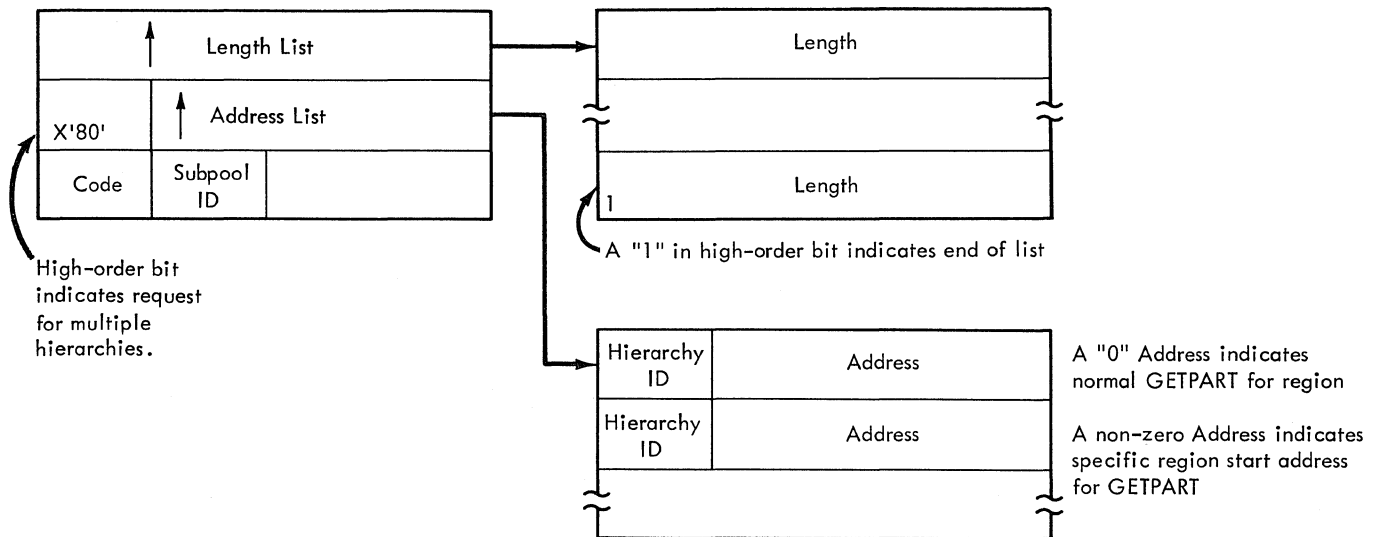 Length List
X'80'
Address List
Code
Subpool
ID
High-order bit
indicates request
for multiple
hierarchies.
Length
Length
1
A "1" in high-order bit indicates end of list
Hierarchy
ID
Address
Hierarchy
ID
Address
A "0" Address indicates
normal GETPART for region
A non-zero Address indicates
specific region start address
for GETPART